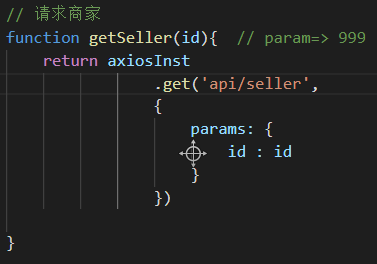 // 请求商家
function getSeller(id){  // param=> 999
    return axiosInst
                .get('api/seller',
                {
                    params: {
                        id : id
                    }
                })

}